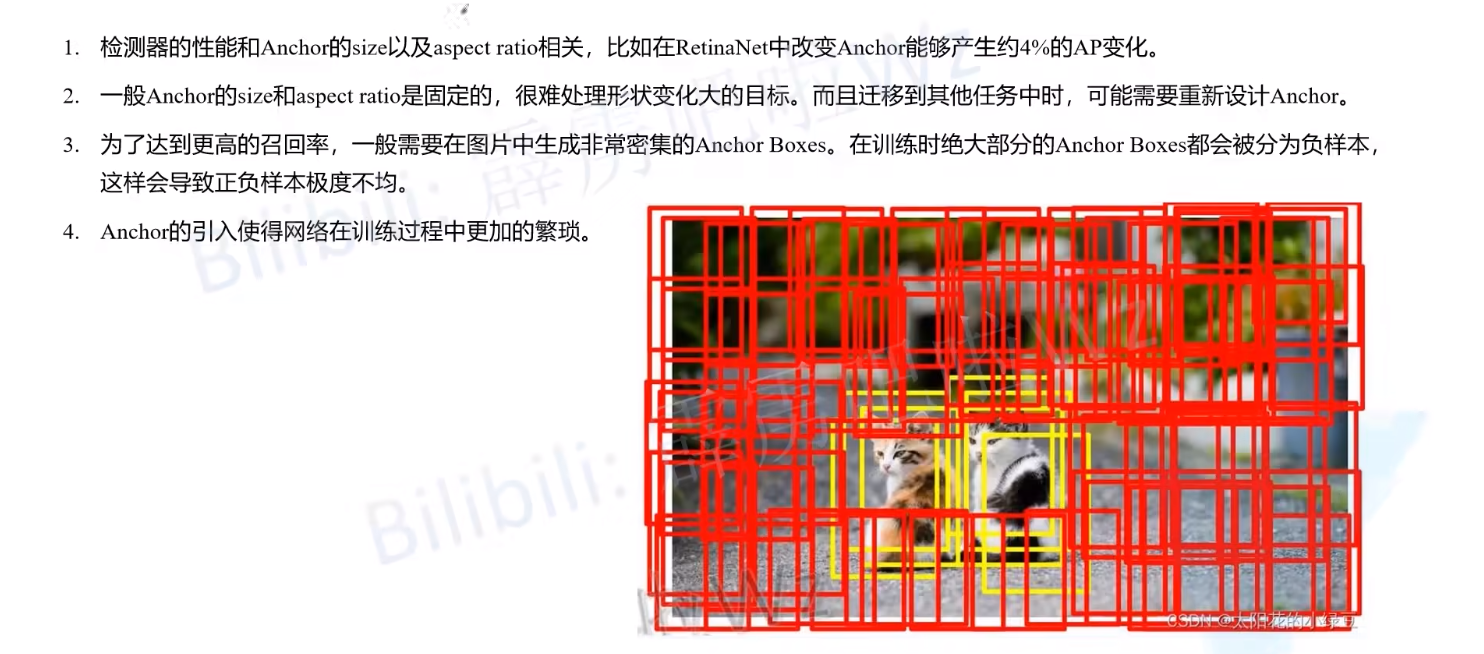 1. 检测器的性能和Anchor的size以及aspect ratio相关，比如在RetinaNet中改变Anchor能够产生约4%的AP变化。
2. 一般Anchor的size和aspect ratio是固定的，很难处理形状变化大的目标。而且迁移到其他任务中时，可能需要重新设计Anchor。
3. 为了达到更高的召回率，一般需要在图片中生成非常密集的Anchor Boxes。在训练时绝大部分的Anchor Boxes都会被分为负样本，
这样会导致正负样本极度不均。
4. Anchor的引入使得网络在训练过程中更加的繁琐。
Bilibili: 霹雳吧啦Wz
Bilibili: 霹雳吧啦Wz
CSDN @太阳花的小绿豆